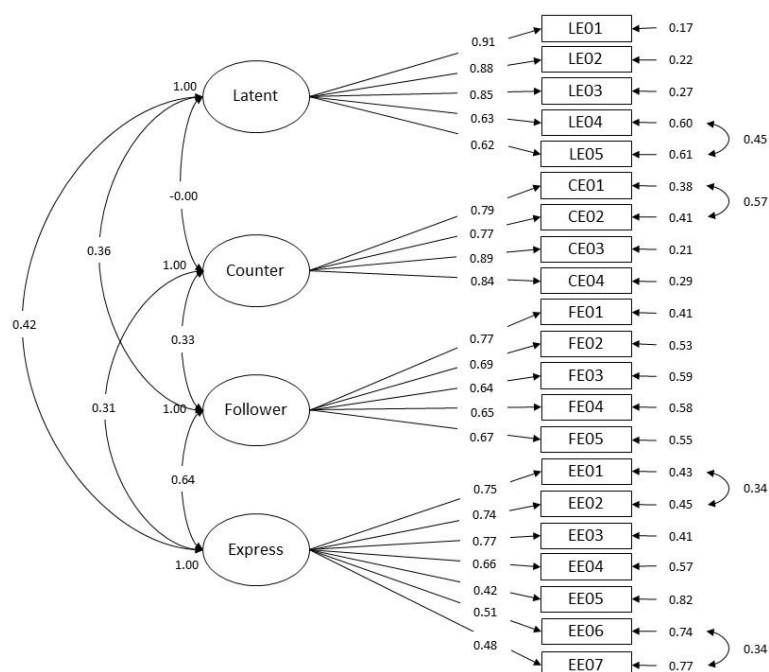 LE01
0.17
0.91
LE02
0.22
0.88
1.00
Latent
0.85
LE03
0.27
0.63
LE04
0.60
0.45
0.62
LE05
0.61
CE01
0.38
0.57
-0.00
0.79
CE02
0.41
0.77
0.36
1.00
Counter
0.89
CE03
0.21
0.84
CE04
0.29
FE01
0.41
0.42
0.33
0.77
FE02
0.53
0.69
0.31
1.00
Follower
0.64
FE03
0.59
0.65
FE04
0.58
0.67
FE05
0.55
0.64
EE01
0.43
0.34
0.75
EE02
0.45
0.74
Express
0.77
EE03
0.41
1.00
0.66
EE04
0.57
0.42
EE05
0.82
0.51
EE06
0.74
0.34
0.48
EE07
0.77